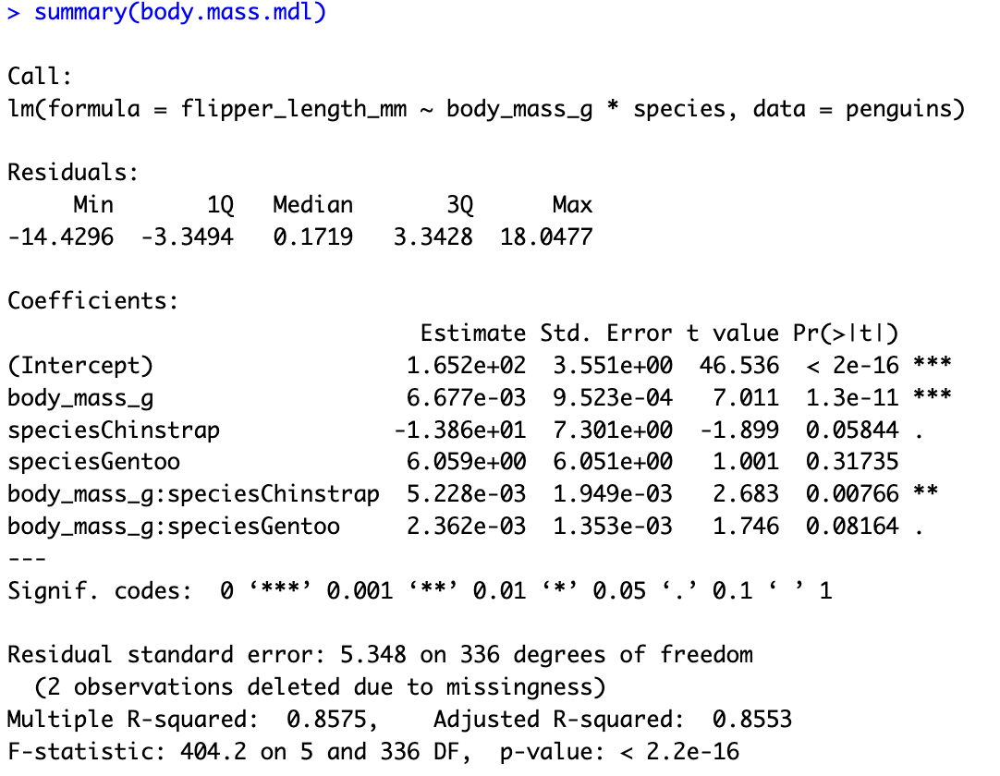 > summary(body.mass.mdl)
Call:
lm(formula = flipper_length_mm ~ body_mass_g * species, data = penguins)
Residuals:
     Min       1Q   Median       3Q      Max
-14.4296  -3.3494   0.1719   3.3428  18.0477
Coefficients:
                               Estimate Std. Error t value Pr(>|t|)
(Intercept)                   1.652e+02  3.551e+00  46.536  < 2e-16 ***
body_mass_g                   6.677e-03  9.523e-04   7.011  1.3e-11 ***
speciesChinstrap             -1.386e+01  7.301e+00  -1.899  0.05844 .
speciesGentoo                 6.059e+00  6.051e+00   1.001  0.31735
body_mass_g:speciesChinstrap  5.228e-03  1.949e-03   2.683  0.00766 **
body_mass_g:speciesGentoo     2.362e-03  1.353e-03   1.746  0.08164 .
---
Signif. codes:  0 ‘***’ 0.001 ‘**’ 0.01 ‘*’ 0.05 ‘.’ 0.1 ‘ ’ 1
Residual standard error: 5.348 on 336 degrees of freedom
  (2 observations deleted due to missingness)
Multiple R-squared:  0.8575,    Adjusted R-squared:  0.8553
F-statistic: 404.2 on 5 and 336 DF,  p-value: < 2.2e-16